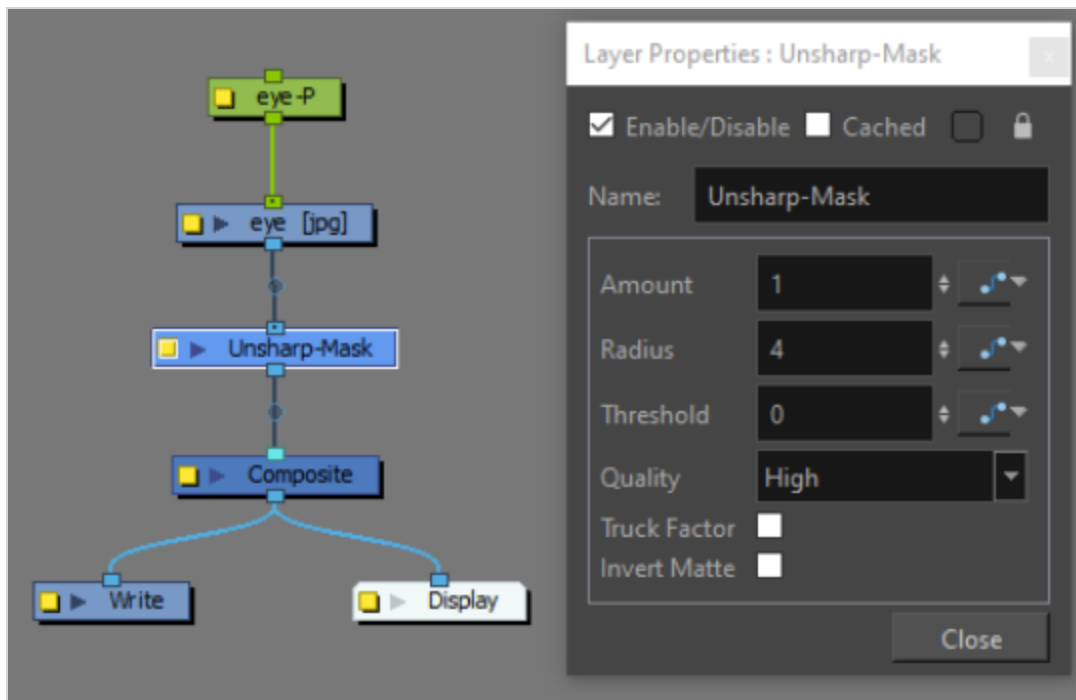 eye-P
eye [jpg]
Unsharp-Mask
Composite
Write
Display
Layer Properties : Unsharp-Mask
x
Enable/Disable Cached
Name: Unsharp-Mask
Amount 1
Radius 4
Threshold 0
Quality High
Truck Factor
Invert Matte
Close